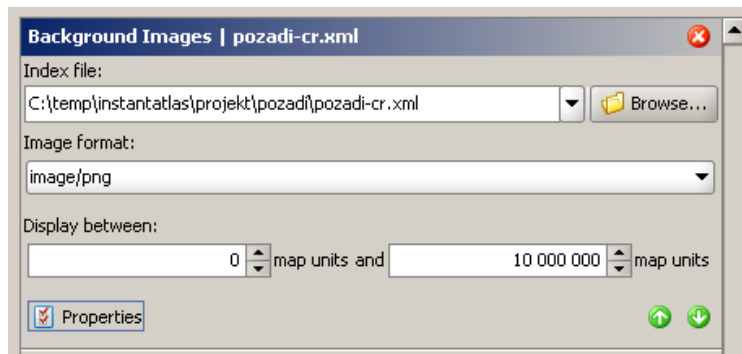 Background Images | pozadi-cr.xml
Index file:
C:\temp\instantatlas\projekt\pozadí\pozadi-cr.xml
Browse...
Image format:
image/png
Display between:
0 map units and 10 000 000 map units
Properties